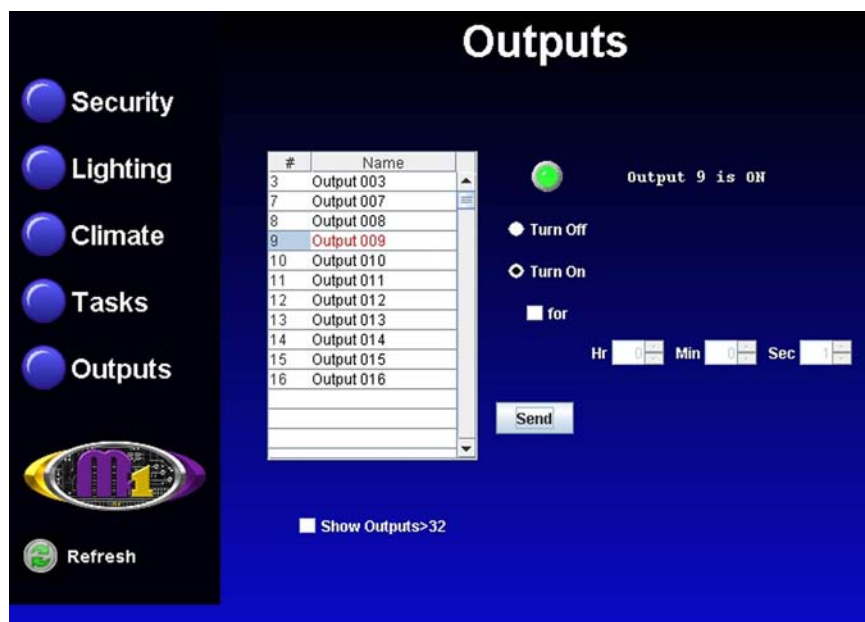 Outputs
Security
Lighting
Climate
Tasks
Outputs
M1
Refresh
# Name
3 Output 003
7 Output 007
8 Output 008
9 Output 009
10 Output 010
11 Output 011
12 Output 012
13 Output 013
14 Output 014
15 Output 015
16 Output 016
Output 9 is ON
Turn Off
Turn On
for
Hr 0 Min 0 Sec 1
Send
Show Outputs>32